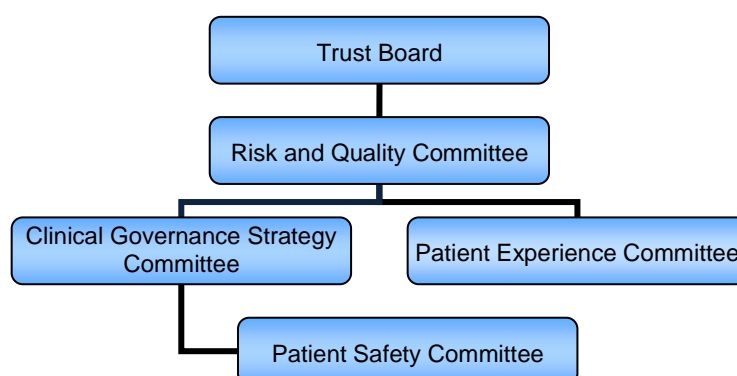 Trust Board
Risk and Quality Committee
Clinical Governance Strategy
Committee
Patient Experience Committee
Patient Safety Committee